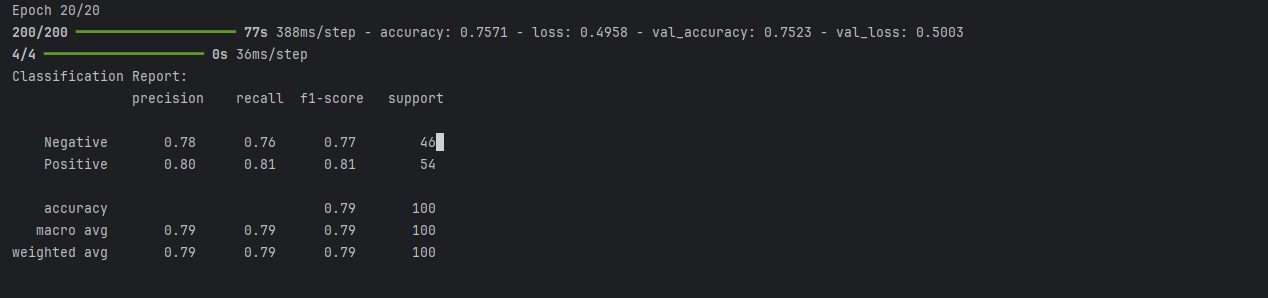 Epoch 20/20
200/200 ━━━━━━━━━━━━━━━━━━━━ 77s 388ms/step - accuracy: 0.7571 - loss: 0.4958 - val_accuracy: 0.7523 - val_loss: 0.5003
4/4 ━━━━━━━━━━━━━━━━━━━━ 0s 36ms/step
Classification Report:
precision    recall  f1-score   support
Negative       0.78      0.76      0.77        46
Positive       0.80      0.81      0.81        54
accuracy                           0.79       100
macro avg       0.79      0.79      0.79       100
weighted avg       0.79      0.79      0.79       100